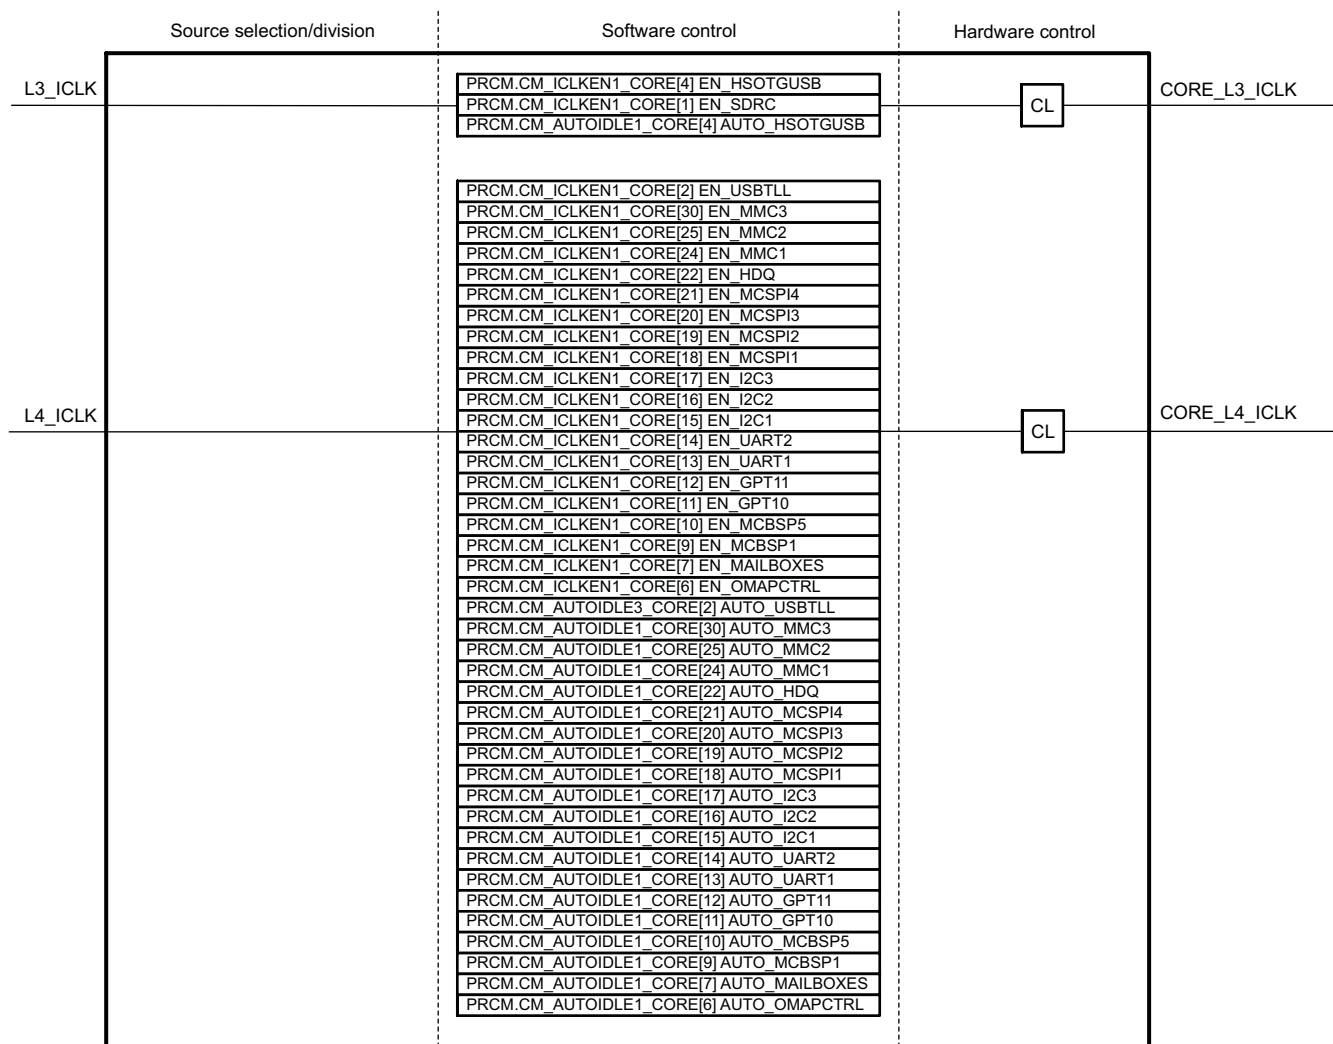 Source selection/division
Software control
Hardware control
L3_ICLK
PRCM.CM_ICLKEN1_CORE[4] EN_HSOTGUSB
PRCM.CM_ICLKEN1_CORE[1] EN_SDRC
PRCM.CM_AUTOIDLE1_CORE[4] AUTO_HSOTGUSB
CL
CORE_L3_ICLK
PRCM.CM_ICLKEN1_CORE[2] EN_USBTLL
PRCM.CM_ICLKEN1_CORE[30] EN_MMC3
PRCM.CM_ICLKEN1_CORE[25] EN_MMC2
PRCM.CM_ICLKEN1_CORE[24] EN_MMC1
PRCM.CM_ICLKEN1_CORE[22] EN_HDQ
PRCM.CM_ICLKEN1_CORE[21] EN_MCSPI4
PRCM.CM_ICLKEN1_CORE[20] EN_MCSPI3
PRCM.CM_ICLKEN1_CORE[19] EN_MCSPI2
PRCM.CM_ICLKEN1_CORE[18] EN_MCSPI1
PRCM.CM_ICLKEN1_CORE[17] EN_I2C3
PRCM.CM_ICLKEN1_CORE[16] EN_I2C2
PRCM.CM_ICLKEN1_CORE[15] EN_I2C1
L4_ICLK
CL
CORE_L4_ICLK
PRCM.CM_ICLKEN1_CORE[14] EN_UART2
PRCM.CM_ICLKEN1_CORE[13] EN_UART1
PRCM.CM_ICLKEN1_CORE[12] EN_GPT11
PRCM.CM_ICLKEN1_CORE[11] EN_GPT10
PRCM.CM_ICLKEN1_CORE[10] EN_MCBSP5
PRCM.CM_ICLKEN1_CORE[9] EN_MCBSP1
PRCM.CM_ICLKEN1_CORE[7] EN_MAILBOXES
PRCM.CM_ICLKEN1_CORE[6] EN_OMAPCTRL
PRCM.CM_AUTOIDLE3_CORE[2] AUTO_USBTLL
PRCM.CM_AUTOIDLE1_CORE[30] AUTO_MMC3
PRCM.CM_AUTOIDLE1_CORE[25] AUTO_MMC2
PRCM.CM_AUTOIDLE1_CORE[24] AUTO_MMC1
PRCM.CM_AUTOIDLE1_CORE[22] AUTO_HDQ
PRCM.CM_AUTOIDLE1_CORE[21] AUTO_MCSPI4
PRCM.CM_AUTOIDLE1_CORE[20] AUTO_MCSPI3
PRCM.CM_AUTOIDLE1_CORE[19] AUTO_MCSPI2
PRCM.CM_AUTOIDLE1_CORE[18] AUTO_MCSPI1
PRCM.CM_AUTOIDLE1_CORE[17] AUTO_I2C3
PRCM.CM_AUTOIDLE1_CORE[16] AUTO_I2C2
PRCM.CM_AUTOIDLE1_CORE[15] AUTO_I2C1
PRCM.CM_AUTOIDLE1_CORE[14] AUTO_UART2
PRCM.CM_AUTOIDLE1_CORE[13] AUTO_UART1
PRCM.CM_AUTOIDLE1_CORE[12] AUTO_GPT11
PRCM.CM_AUTOIDLE1_CORE[11] AUTO_GPT10
PRCM.CM_AUTOIDLE1_CORE[10] AUTO_MCBSP5
PRCM.CM_AUTOIDLE1_CORE[9] AUTO_MCBSP1
PRCM.CM_AUTOIDLE1_CORE[7] AUTO_MAILBOXES
PRCM.CM_AUTOIDLE1_CORE[6] AUTO_OMAPCTRL